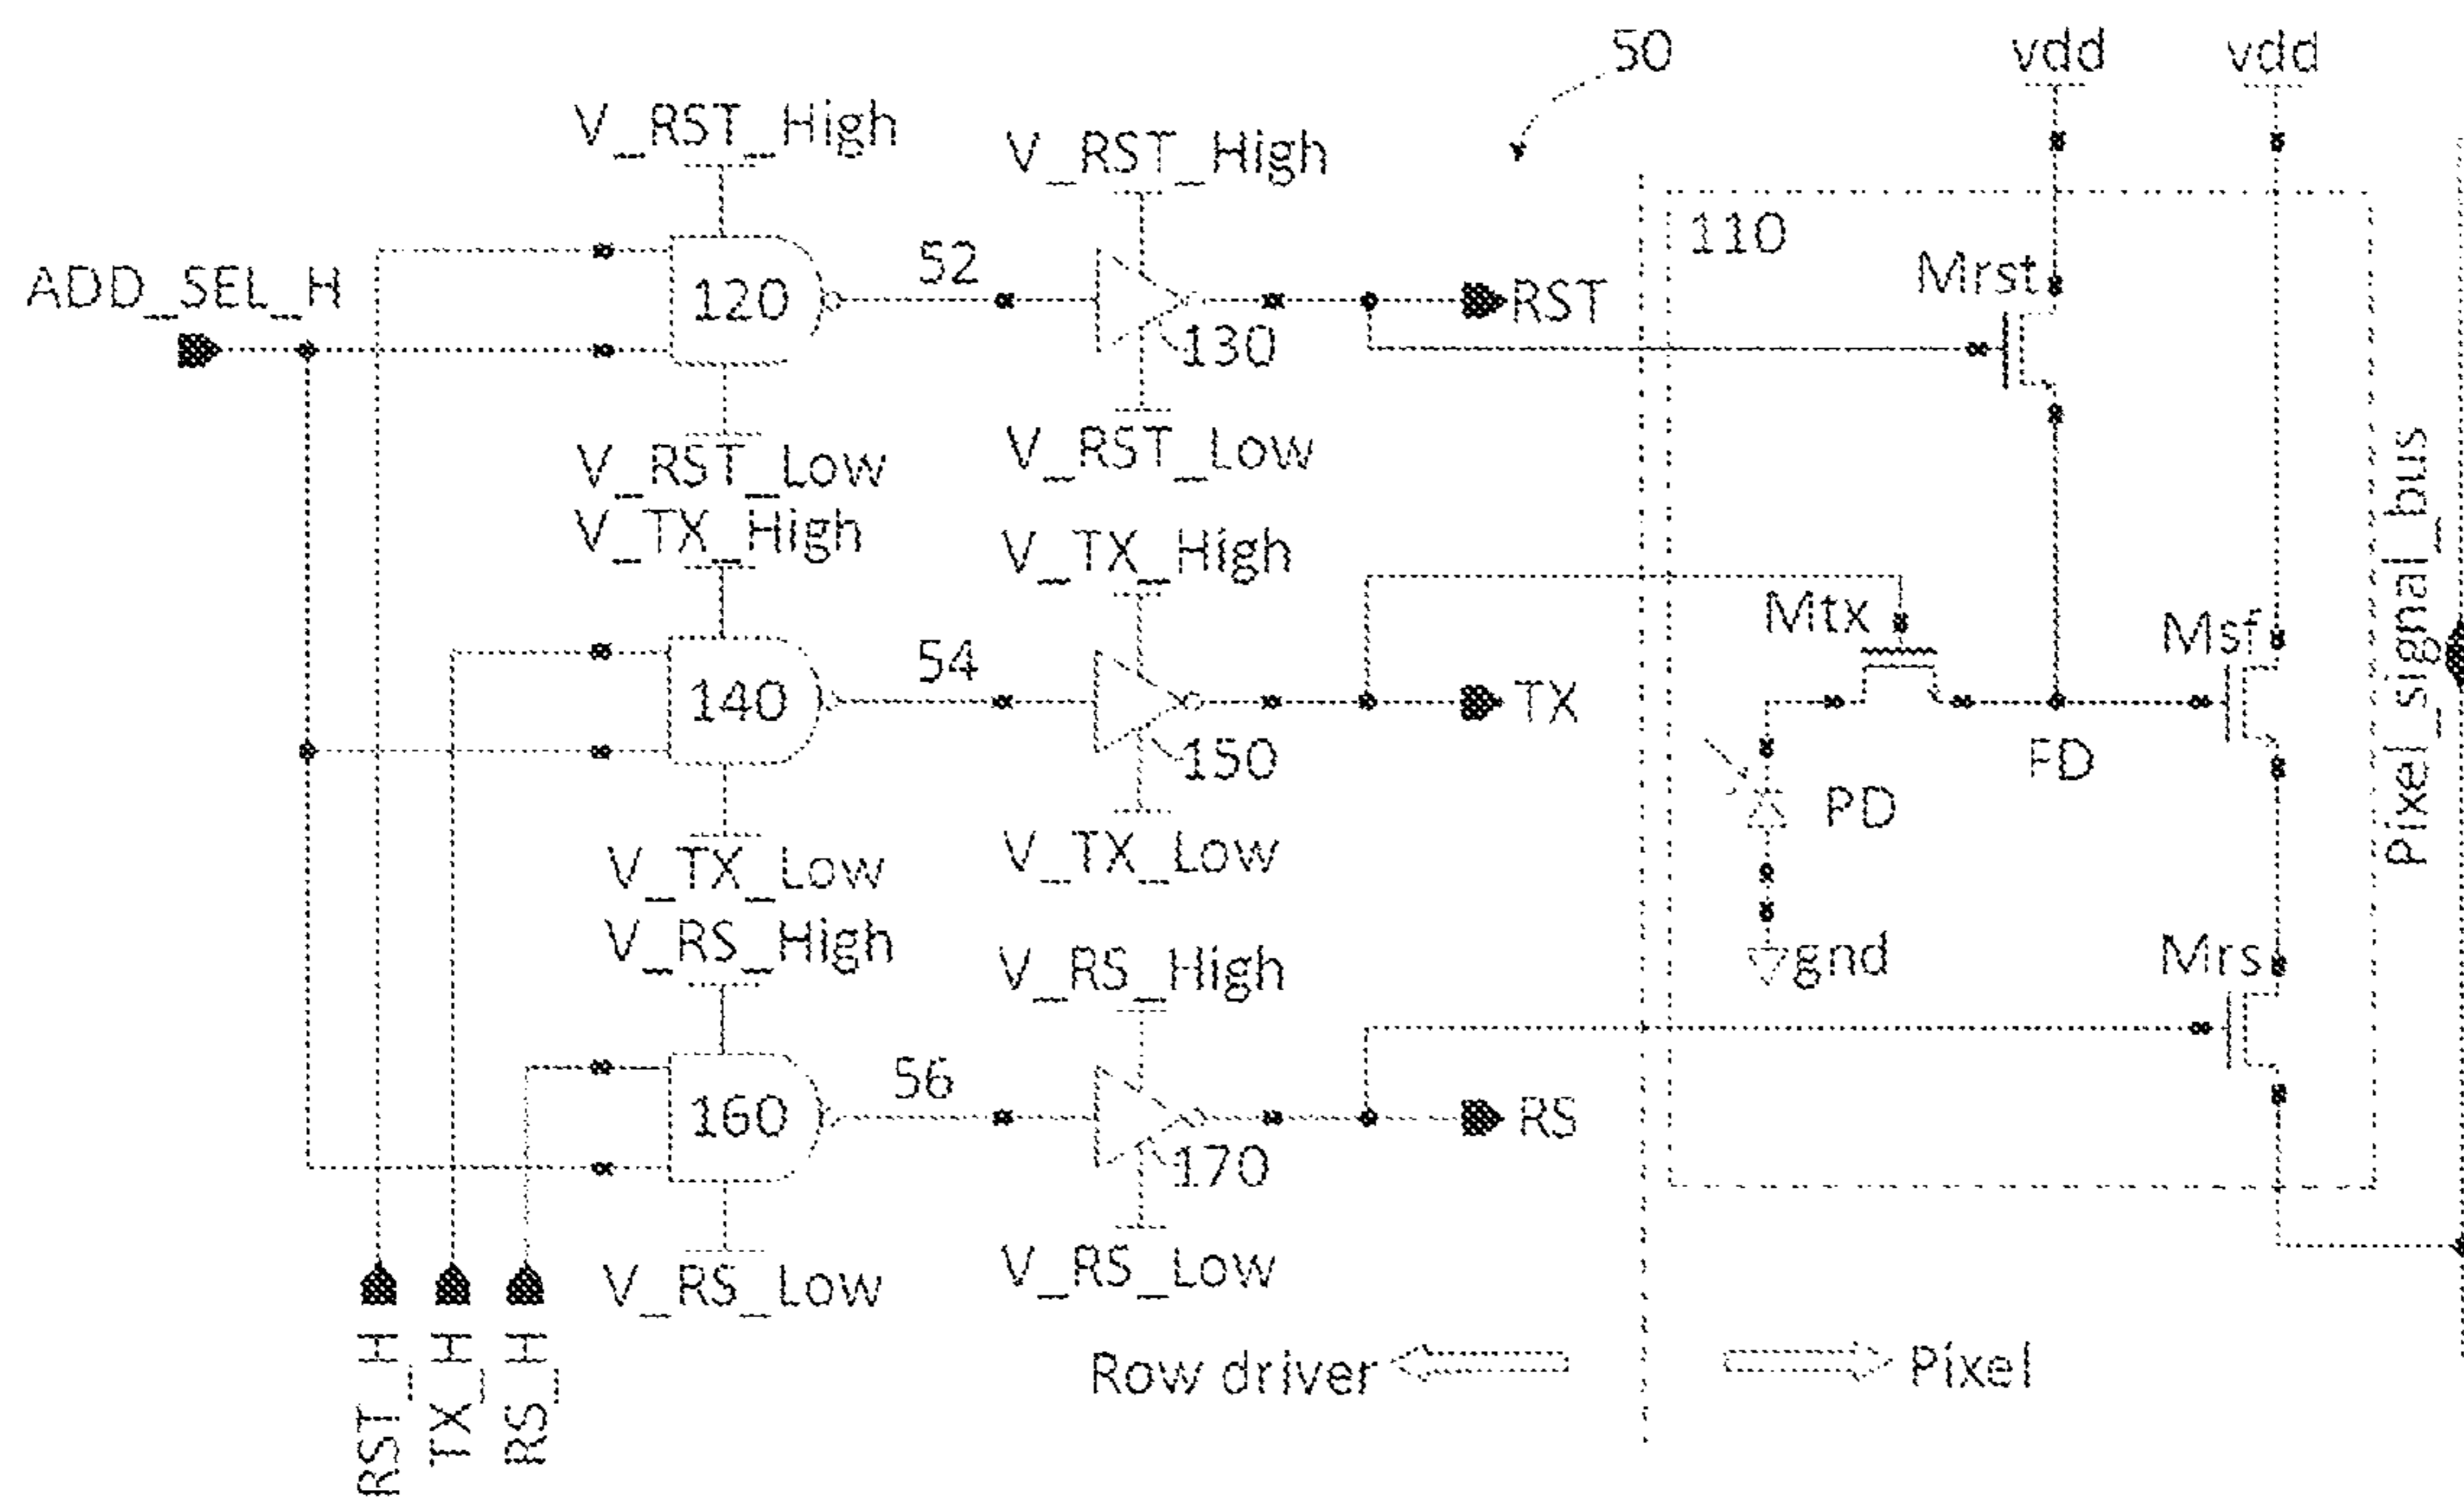 50
vdd
vdd
V_RST_High
V_RST_High
110
ADD_SEL_H
120
52
130
RST
Mrst
V_RST_Low
V_RST_Low
V_TX_High
V_TX_High
Mtx
Msf
140
54
150
TX
FD
PD
Pixel_signal_bus
V_TX_Low
V_TX_Low
V_RS_High
V_RS_High
gnd
Mrs
160
56
170
RS
V_RS_Low
V_RS_Low
RST_H
TX_H
RS_H
Row driver
Pixel